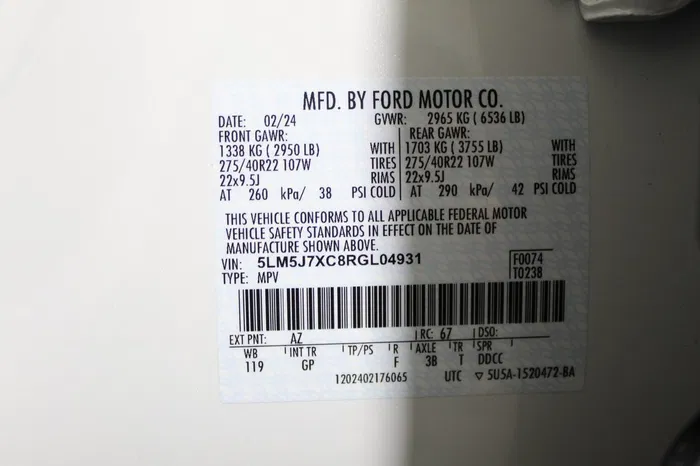 MFD. BY FORD MOTOR CO.
DATE: 02/24 GVWR: 2965 KG ( 6536 LB)
FRONT GAWR: REAR GAWR:
1338 KG ( 2950 LB) WITH 1703 KG ( 3755 LB) WITH
275/40R22 107W TIRES 275/40R22 107W TIRES
22x9.5J RIMS 22x9.5J RIMS
AT 260 kPa/ 38 PSI COLD AT 290 kPa/ 42 PSI COLD
THIS VEHICLE CONFORMS TO ALL APPLICABLE FEDERAL MOTOR
VEHICLE SAFETY STANDARDS IN EFFECT ON THE DATE OF
MANUFACTURE SHOWN ABOVE.
VIN: 5LM5J7XC8RGL04931 F0074
TYPE: MPV T0238
EXT PNT: AZ RC: 67 DSO:
WB INT TR TP/PS R AXLE TR SPR
119 GP F 3B T DDCC
1202402176065 UTC ▽ 5U5A-1520472-BA